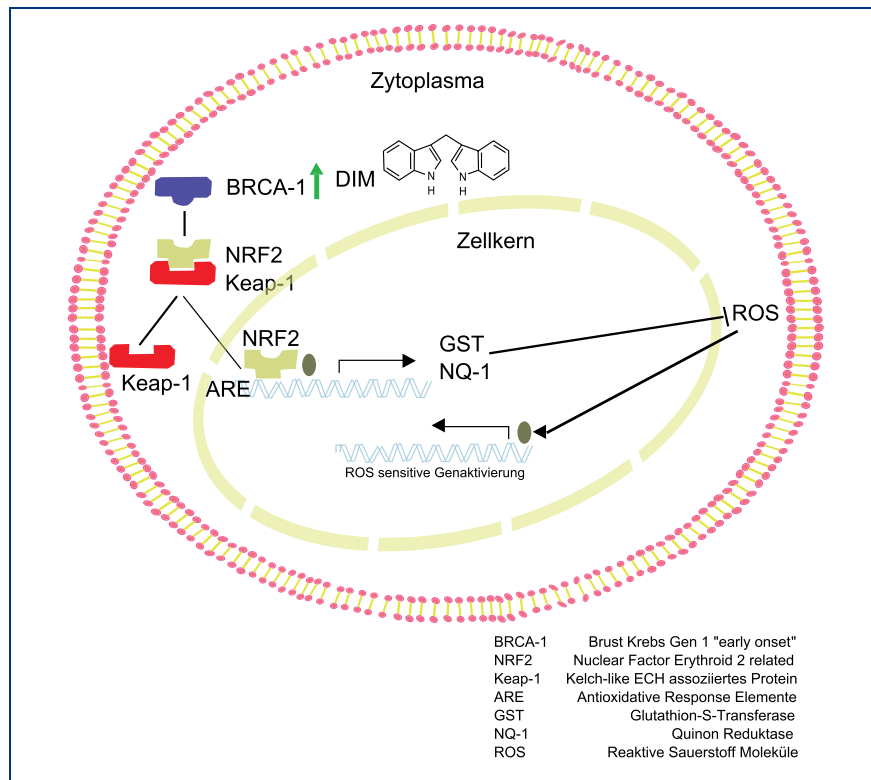 Zytoplasma
BRCA-1 DIM
N H H N
Zellkern
NRF2
Keap-1
ROS
NRF2
GST
Keap-1 ARE NQ-1
ROS sensitive Genaktivierung
BRCA-1 Brust Krebs Gen 1 "early onset"
NRF2 Nuclear Factor Erythroid 2 related
Keap-1 Kelch-like ECH assoziiertes Protein
ARE Antioxidative Response Elemente
GST Glutathion-S-Transferase
NQ-1 Quinon Reduktase
ROS Reaktive Sauerstoff Moleküle